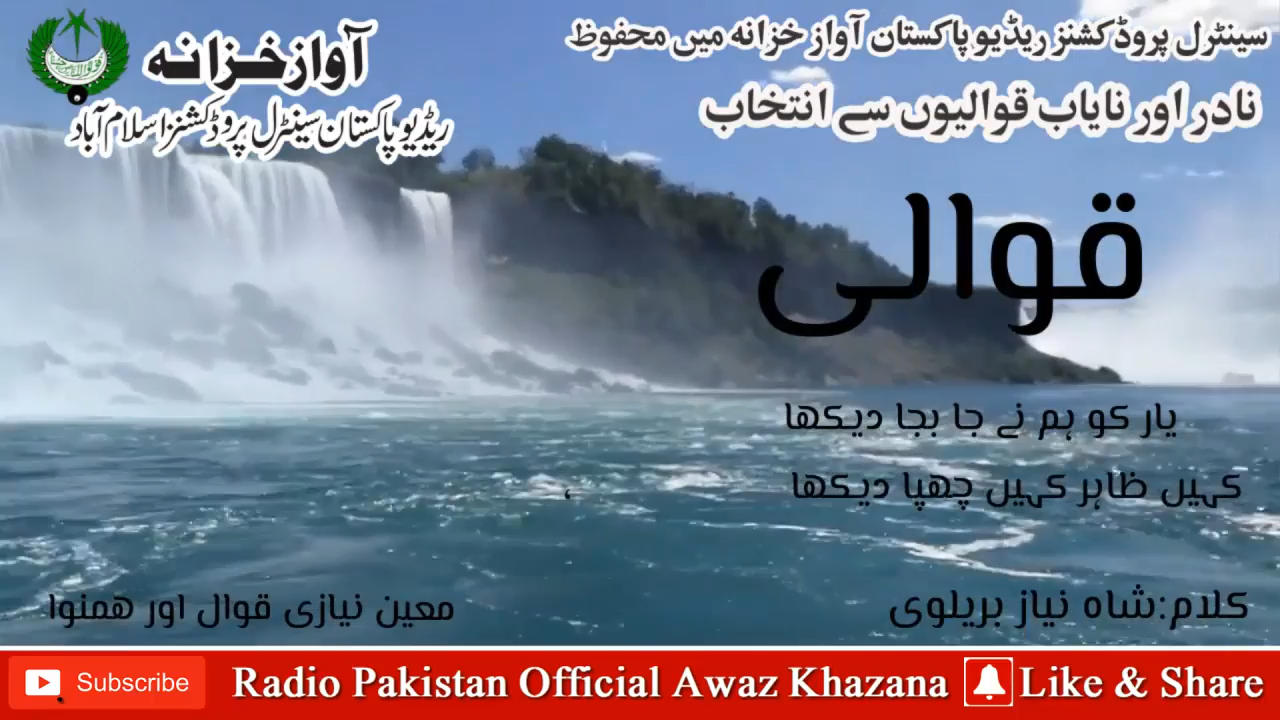 سینٹرل پروڈکشنز ریڈیو پاکستان آواز خزانہ میں محفوظ
نادر اور نایاب قوالیوں سے انتخاب
آواز خزانہ
ریڈیو پاکستان سینٹرل پروڈکشنز اسلام آباد
قوالی
یار کو ہم نے جا بجا دیکھا
کہیں ظاہر کہیں چھپا دیکھا
کلام:شاہ نیاز بریلوی
معین نیازی قوال اور ھمنوا
Subscribe
Radio Pakistan Official Awaz Khazana
Like & Share